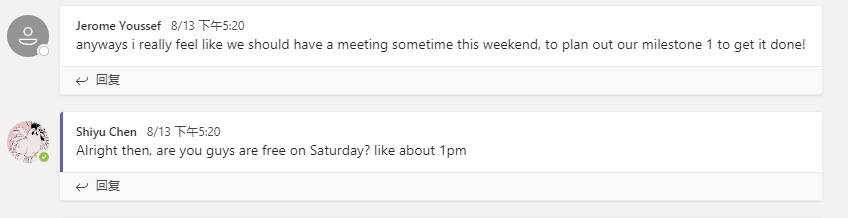 Jerome Youssef 8/13 下午5:20
anyways i really feel like we should have a meeting sometime this weekend, to plan out our milestone 1 to get it done!
回复
Shiyu Chen 8/13 下午5:20
Alright then, are you guys are free on Saturday? like about 1pm
回复